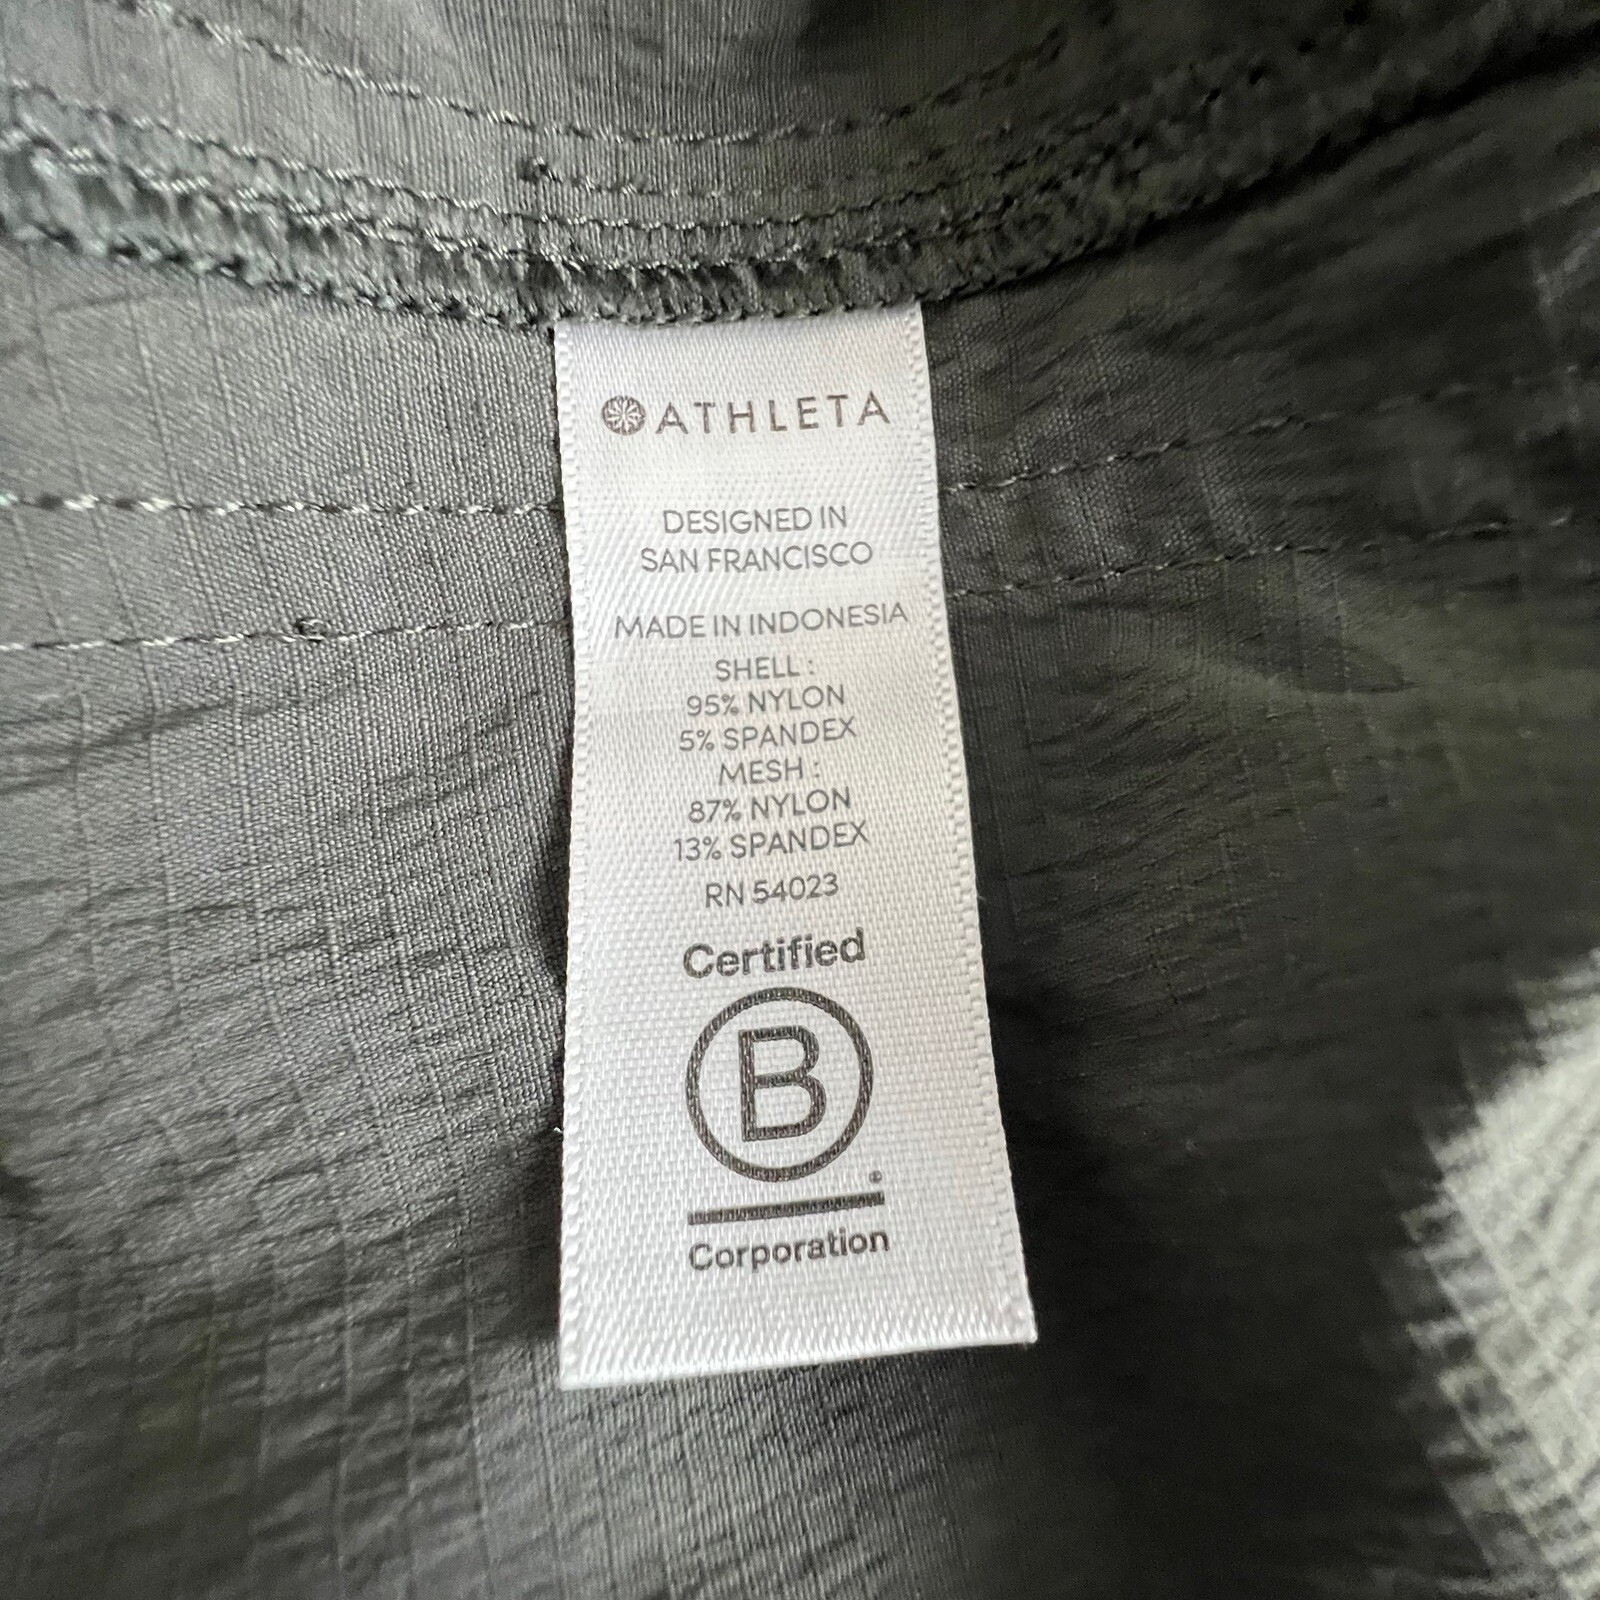 ATHLETA
DESIGNED IN
SAN FRANCISCO
MADE IN INDONESIA
SHELL :
95% NYLON
5% SPANDEX
MESH :
87% NYLON
13% SPANDEX
RN 54023
Certified
B
®
Corporation